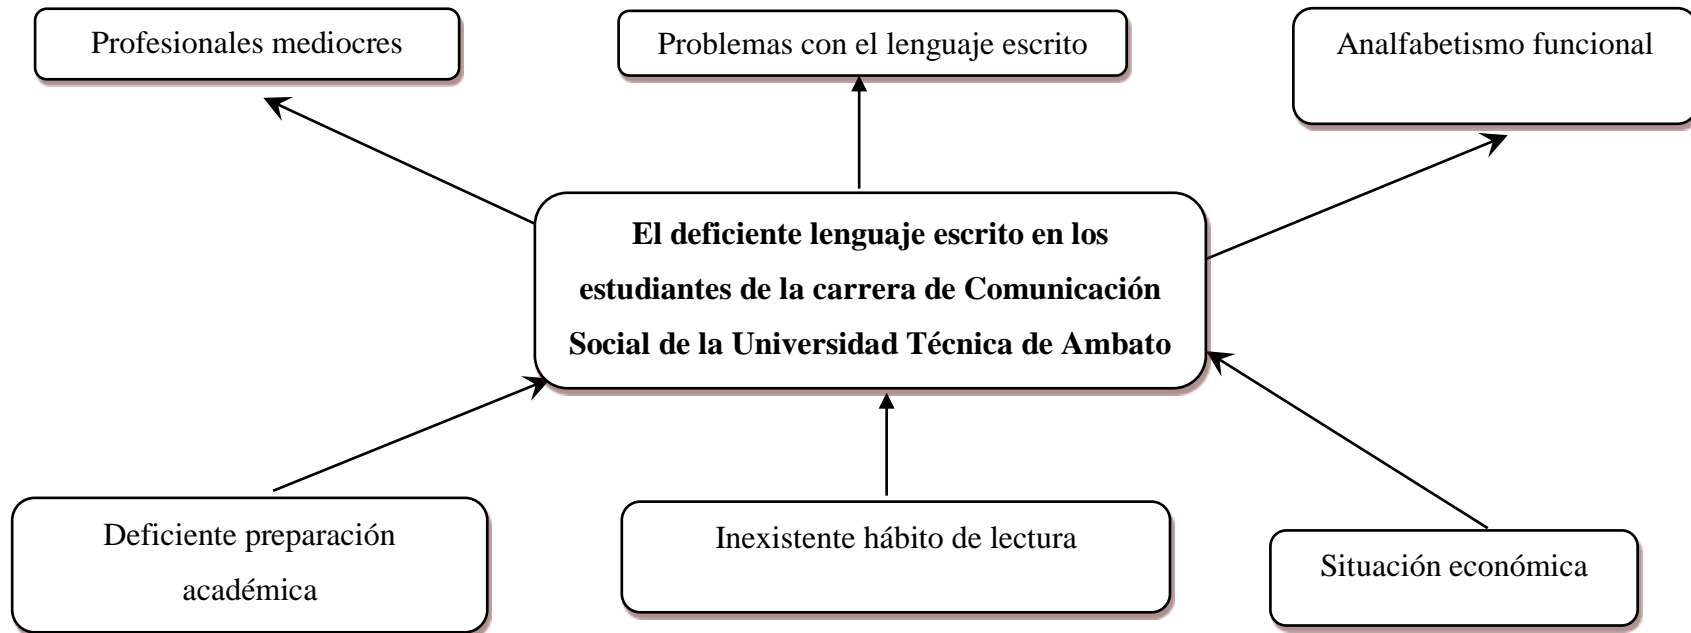 Profesionales mediocres
Problemas con el lenguaje escrito
Analfabetismo funcional
El deficiente lenguaje escrito en los
estudiantes de la carrera de Comunicación
Social de la Universidad Técnica de Ambato
Deficiente preparación
académica
Inexistente hábito de lectura
Situación económica